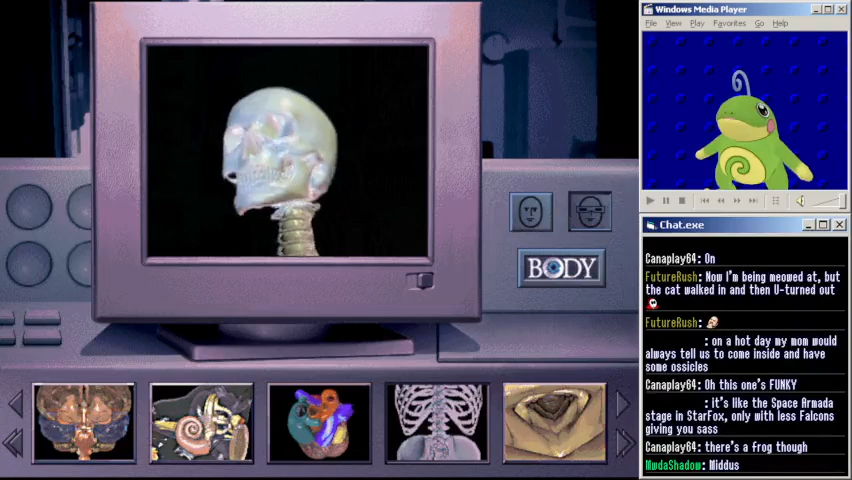 Windows Media Player
File View Play Favorites Go Help
BODY
Chat.exe
Canaplay64: On
FutureRush: Now I'm being meowed at, but
the cat walked in and then U-turned out
FutureRush:
: on a hot day my mom would
always tell us to come inside and have
some ossicles
Canaplay64: Oh this one's FUNKY
: it's like the Space Armada
stage in StarFox, only with less Falcons
giving you sass
Canaplay64: there's a frog though
MwdaShadow: Middus